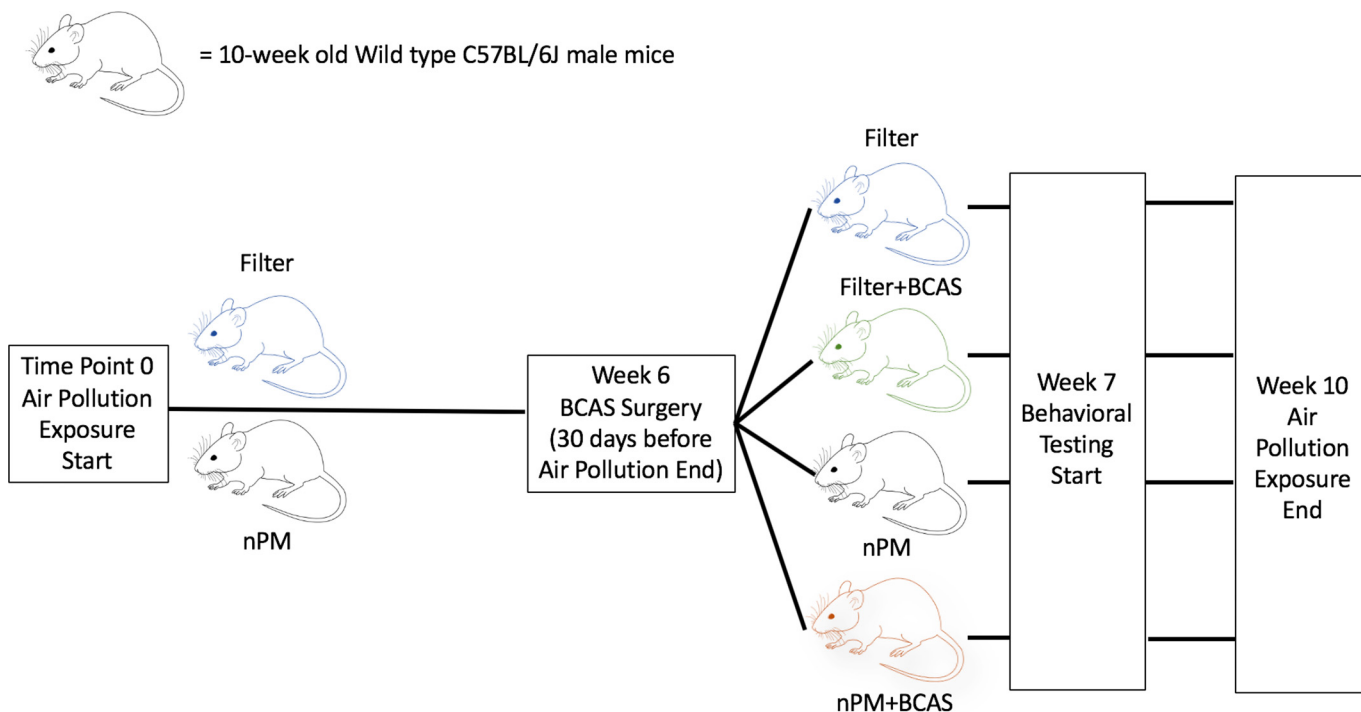 = 10-week old Wild type C57BL/6J male mice
Filter
nPM
Time Point 0
Air Pollution
Exposure
Start
Week 6
BCAS Surgery
(30 days before
Air Pollution End)
Filter
Filter+BCAS
nPM
nPM+BCAS
Week 7
Behavioral
Testing
Start
Week 10
Air
Pollution
Exposure
End